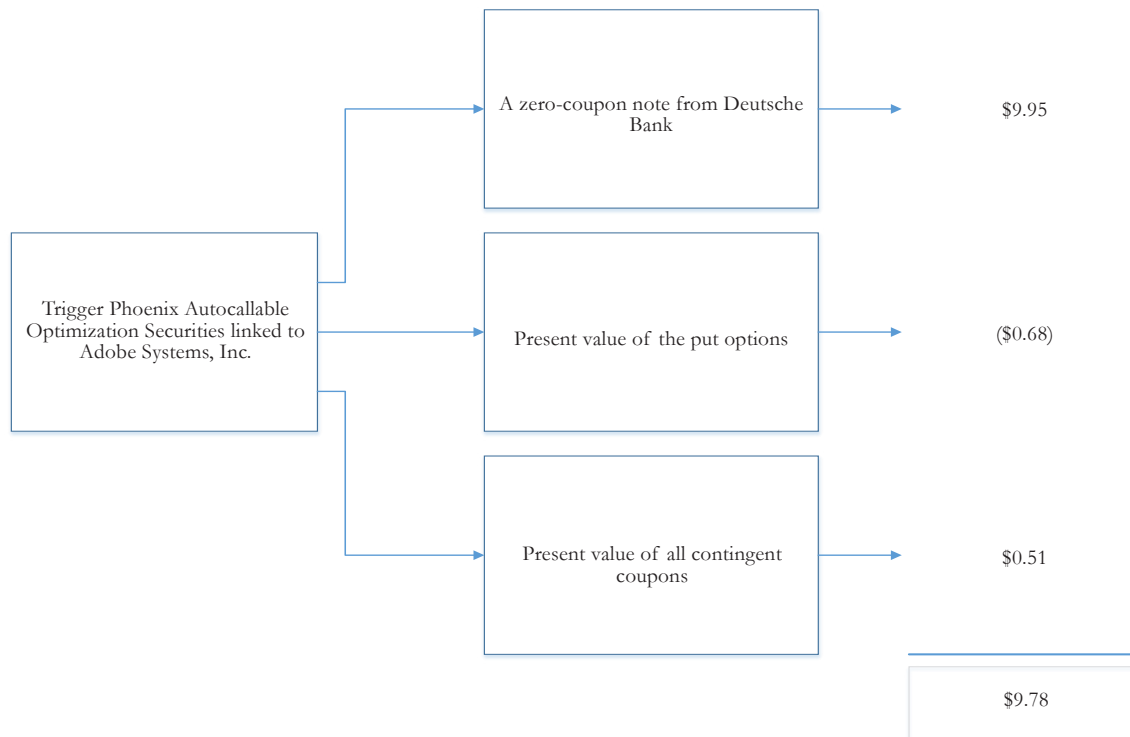 A zero-coupon note from Deutsche
Bank
$9.95
Trigger Phoenix Autocallable
Optimization Securities linked to
Adobe Systems, Inc.
Present value of the put options
($0.68)
Present value of all contingent
coupons
$0.51
$9.78